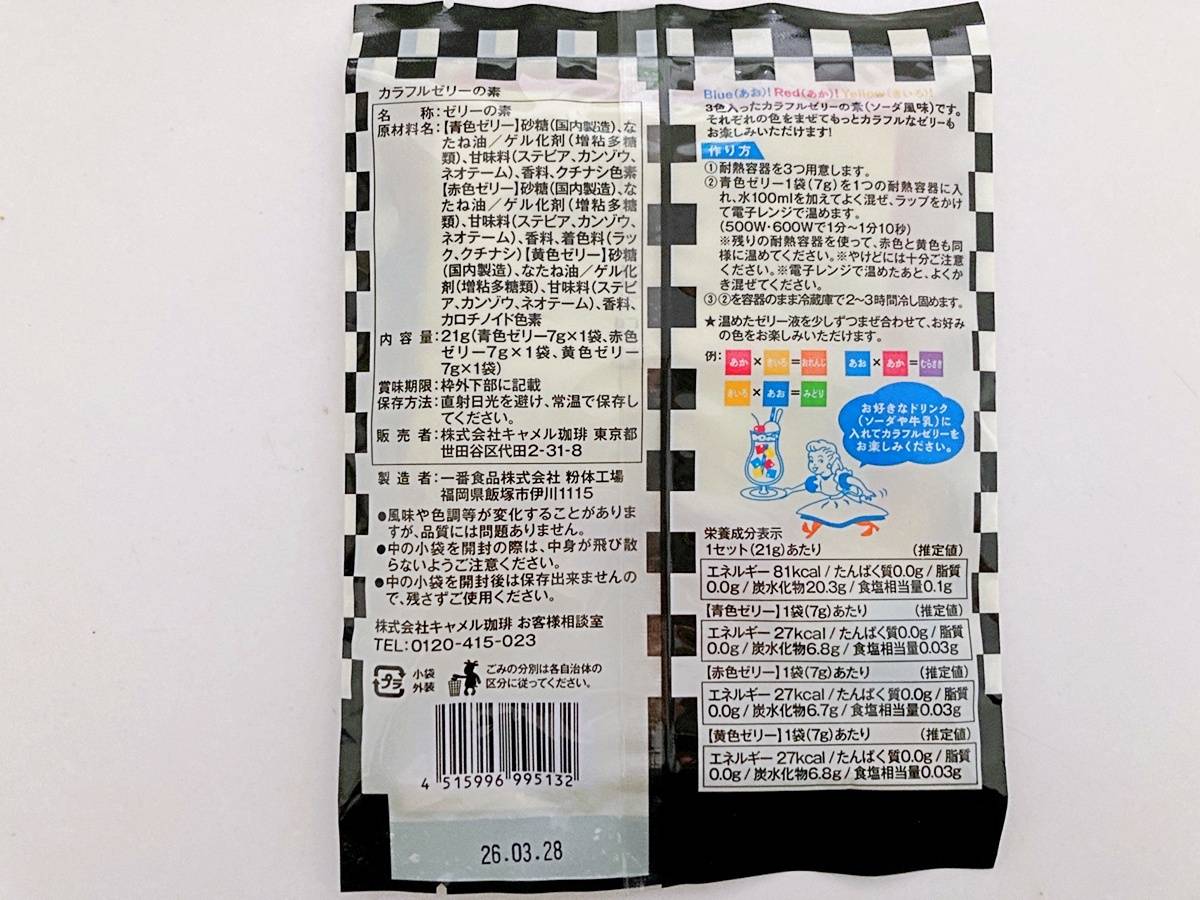 カラフルゼリーの素
名 称:ゼリーの素
原材料名:【青色ゼリー】砂糖(国内製造)、な
たね油／ゲル化剤(増粘多糖
類)、甘味料(ステビア、カンゾウ、
ネオテーム)、香料、クチナシ色素
【赤色ゼリー】砂糖(国内製造)、な
たね油／ゲル化剤(増粘多糖
類)、甘味料(ステビア、カンゾウ、
ネオテーム)、香料、着色料(ラッ
ク、クチナシ)【黄色ゼリー】砂糖
(国内製造)、なたね油／ゲル化
剤(増粘多糖類)、甘味料(ステビ
ア、カンゾウ、ネオテーム)、香料、
カロチノイド色素
内容量:21g(青色ゼリー7g×1袋、赤色
ゼリー7g×1袋、黄色ゼリー
7g×1袋)
賞味期限:枠外下部に記載
保存方法:直射日光を避け、常温で保存し
てください。
販売者:株式会社キャメル珈琲 東京都
世田谷区代田2-31-8
製造者:一番食品株式会社 粉体工場
福岡県飯塚市伊川1115
●風味や色調等が変化することがありま
すが、品質には問題ありません。
●中の小袋を開封の際は、中身が飛び散
らないようご注意ください。
●中の小袋を開封後は保存出来ませんの
で、残さずご使用ください。
株式会社キャメル珈琲 お客様相談室
TEL:0120-415-023
プラ
小袋
外装
ごみの分別は各自治体の
区分に従ってください。
4 515996 995132
26.03.28
Blue(あお)! Red(あか)! Yellow(きいろ)!
3色入ったカラフルゼリーの素(ソーダ風味)です。
それぞれの色をまぜてもっとカラフルなゼリーも
お楽しみいただけます!
作り方
①耐熱容器を3つ用意します。
②青色ゼリー1袋(7g)を1つの耐熱容器に入
れ、水100mlを加えてよく混ぜ、ラップをかけ
て電子レンジで温めます。
(500W・600Wで1分〜1分10秒)
※残りの耐熱容器を使って、赤色と黄色も同
様に温めてください。※やけどには十分ご注意
ください。※電子レンジで温めたあと、よくか
き混ぜてください。
③②を容器のまま冷蔵庫で2〜3時間冷し固めます。
★温めたゼリー液を少しずつまぜ合わせて、お好み
の色をお楽しみいただけます。
例: あか × きいろ = おれんじ あお × あか = むらさき
きいろ × あお = みどり
お好きなドリンク
(ソーダや牛乳)に
入れてカラフルゼリーを
お楽しみください。
栄養成分表示
1セット(21g)あたり (推定値)
エネルギー 81kcal / たんぱく質0.0g / 脂質
0.0g / 炭水化物20.3g / 食塩相当量0.1g
【青色ゼリー】1袋(7g)あたり (推定値)
エネルギー 27kcal / たんぱく質0.0g / 脂質
0.0g / 炭水化物6.8g / 食塩相当量0.03g
【赤色ゼリー】1袋(7g)あたり (推定値)
エネルギー 27kcal / たんぱく質0.0g / 脂質
0.0g / 炭水化物6.7g / 食塩相当量0.03g
【黄色ゼリー】1袋(7g)あたり (推定値)
エネルギー 27kcal / たんぱく質0.0g / 脂質
0.0g / 炭水化物6.8g / 食塩相当量0.03g